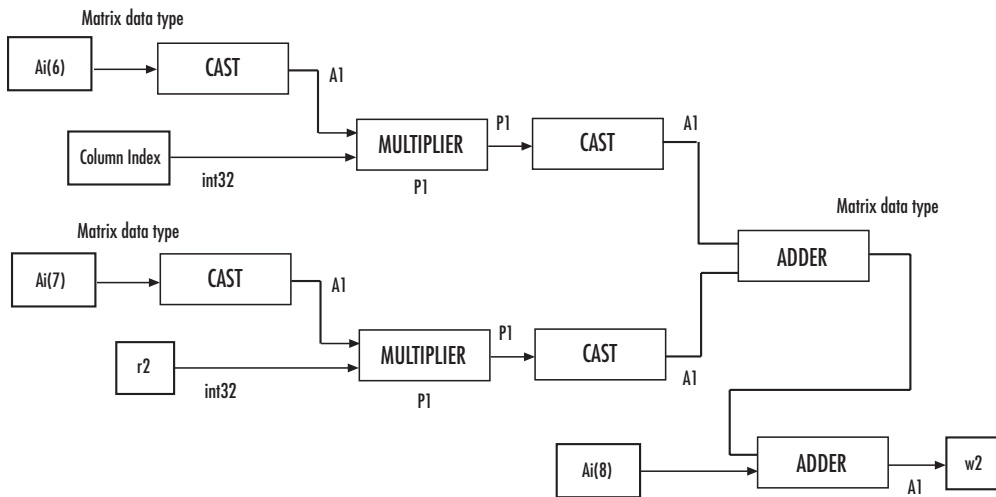 Matrix data type
Ai(6)
CAST
A1
Column Index
int32
MULTIPLIER
P1
P1
CAST
A1
Matrix data type
Ai(7)
CAST
A1
r2
int32
MULTIPLIER
P1
P1
CAST
A1
Matrix data type
ADDER
Ai(8)
ADDER
A1
w2